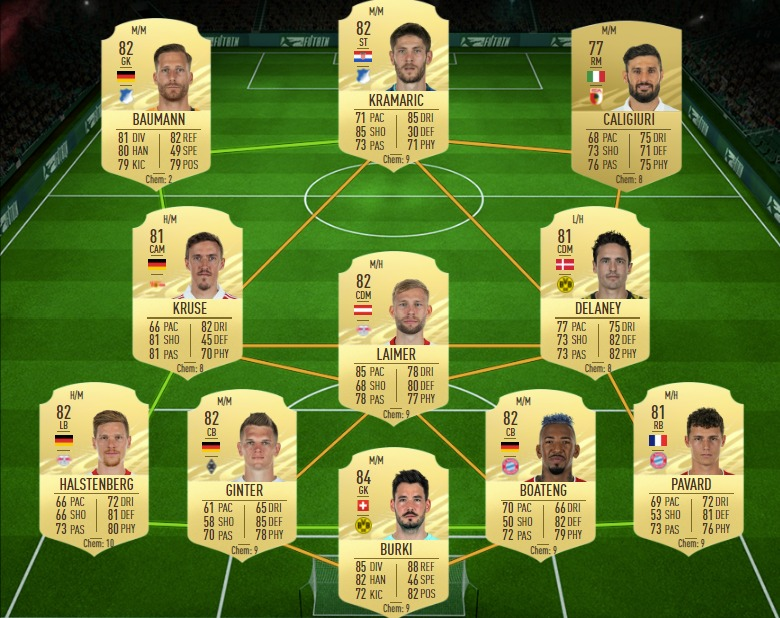 M/M
82
GK
BAUMANN
81 DIV 82 REF
80 HAN 49 SPE
79 KIC 79 POS
Chem: 2
M/M
82
ST
KRAMARIC
71 PAC 85 DRI
85 SHO 30 DEF
73 PAS 71 PHY
Chem: 9
M/M
77
RM
CALIGIURI
68 PAC 75 DRI
73 SHO 71 DEF
76 PAS 75 PHY
Chem: 8
H/M
81
CAM
KRUSE
66 PAC 82 DRI
81 SHO 45 DEF
81 PAS 70 PHY
Chem: 8
M/H
82
CDM
LAIMER
85 PAC 78 DRI
68 SHO 80 DEF
78 PAS 77 PHY
Chem: 9
L/H
81
CDM
DELANEY
77 PAC 75 DRI
73 SHO 82 DEF
73 PAS 82 PHY
Chem: 8
H/M
82
LB
HALSTENBERG
66 PAC 72 DRI
66 SHO 81 DEF
73 PAS 80 PHY
Chem: 10
M/M
82
CB
GINTER
61 PAC 65 DRI
58 SHO 85 DEF
70 PAS 78 PHY
Chem: 9
M/M
84
GK
BURKI
85 DIV 88 REF
82 HAN 46 SPE
72 KIC 82 POS
Chem: 9
M/M
82
CB
BOATENG
70 PAC 66 DRI
50 SHO 82 DEF
72 PAS 79 PHY
Chem: 9
M/H
81
RB
PAVARD
69 PAC 72 DRI
53 SHO 81 DEF
73 PAS 76 PHY
Chem: 9